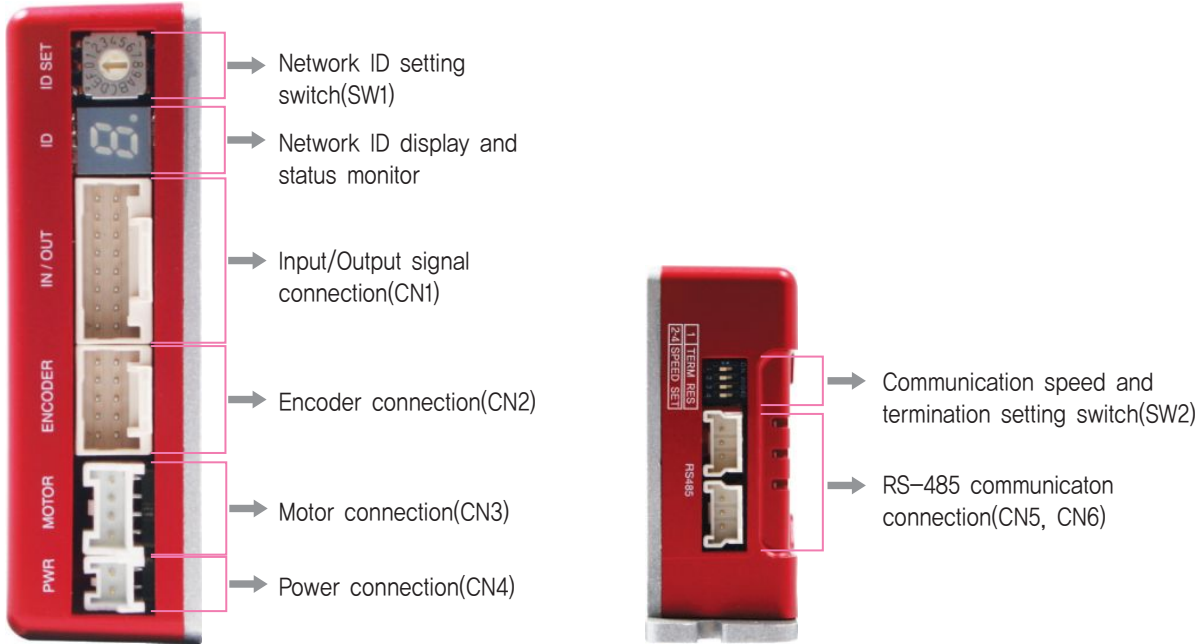 ID SET
0123456789ABCDEF
ID
IN / OUT
ENCODER
MOTOR
PWR
Network ID setting
switch(SW1)
Network ID display and
status monitor
Input/Output signal
connection(CN1)
Encoder connection(CN2)
Motor connection(CN3)
Power connection(CN4)
1 TERM RES
2-4 SPEED SET
RS485
Communication speed and
termination setting switch(SW2)
RS-485 communicaton
connection(CN5, CN6)